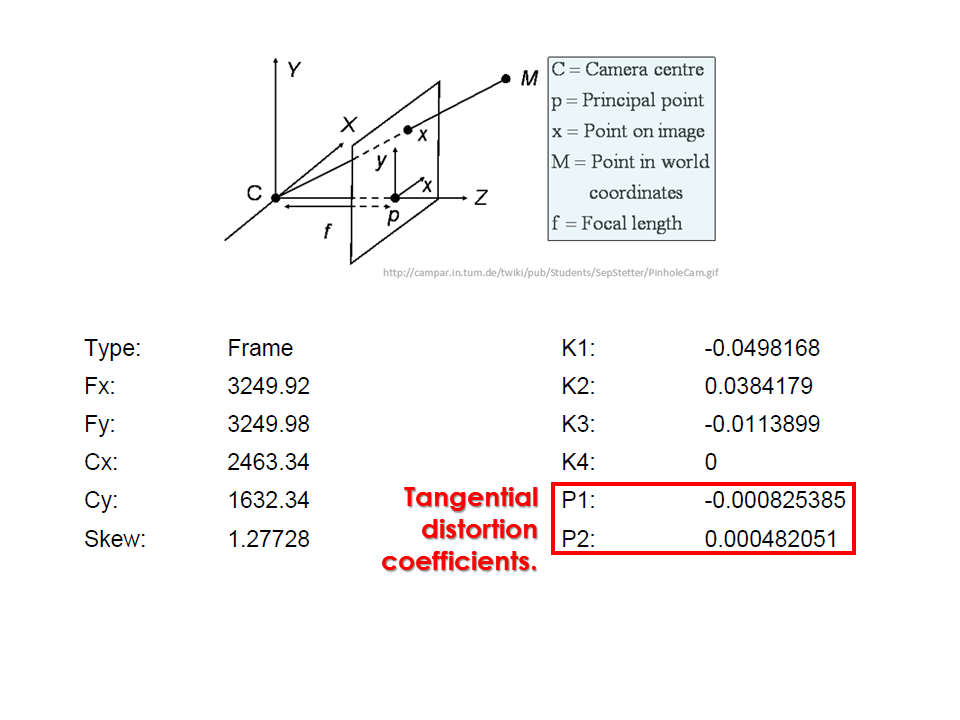 Y
M
X
x
y
C
x
Z
p
f
C = Camera centre
p = Principal point
x = Point on image
M = Point in world
coordinates
f = Focal length
http://campar.in.tum.de/twiki/pub/Students/SepStetter/PinholeCam.gif
Type: Frame
Fx: 3249.92
Fy: 3249.98
Cx: 2463.34
Cy: 1632.34
Skew: 1.27728
Tangential
distortion
coefficients.
K1: -0.0498168
K2: 0.0384179
K3: -0.0113899
K4: 0
P1: -0.000825385
P2: 0.000482051